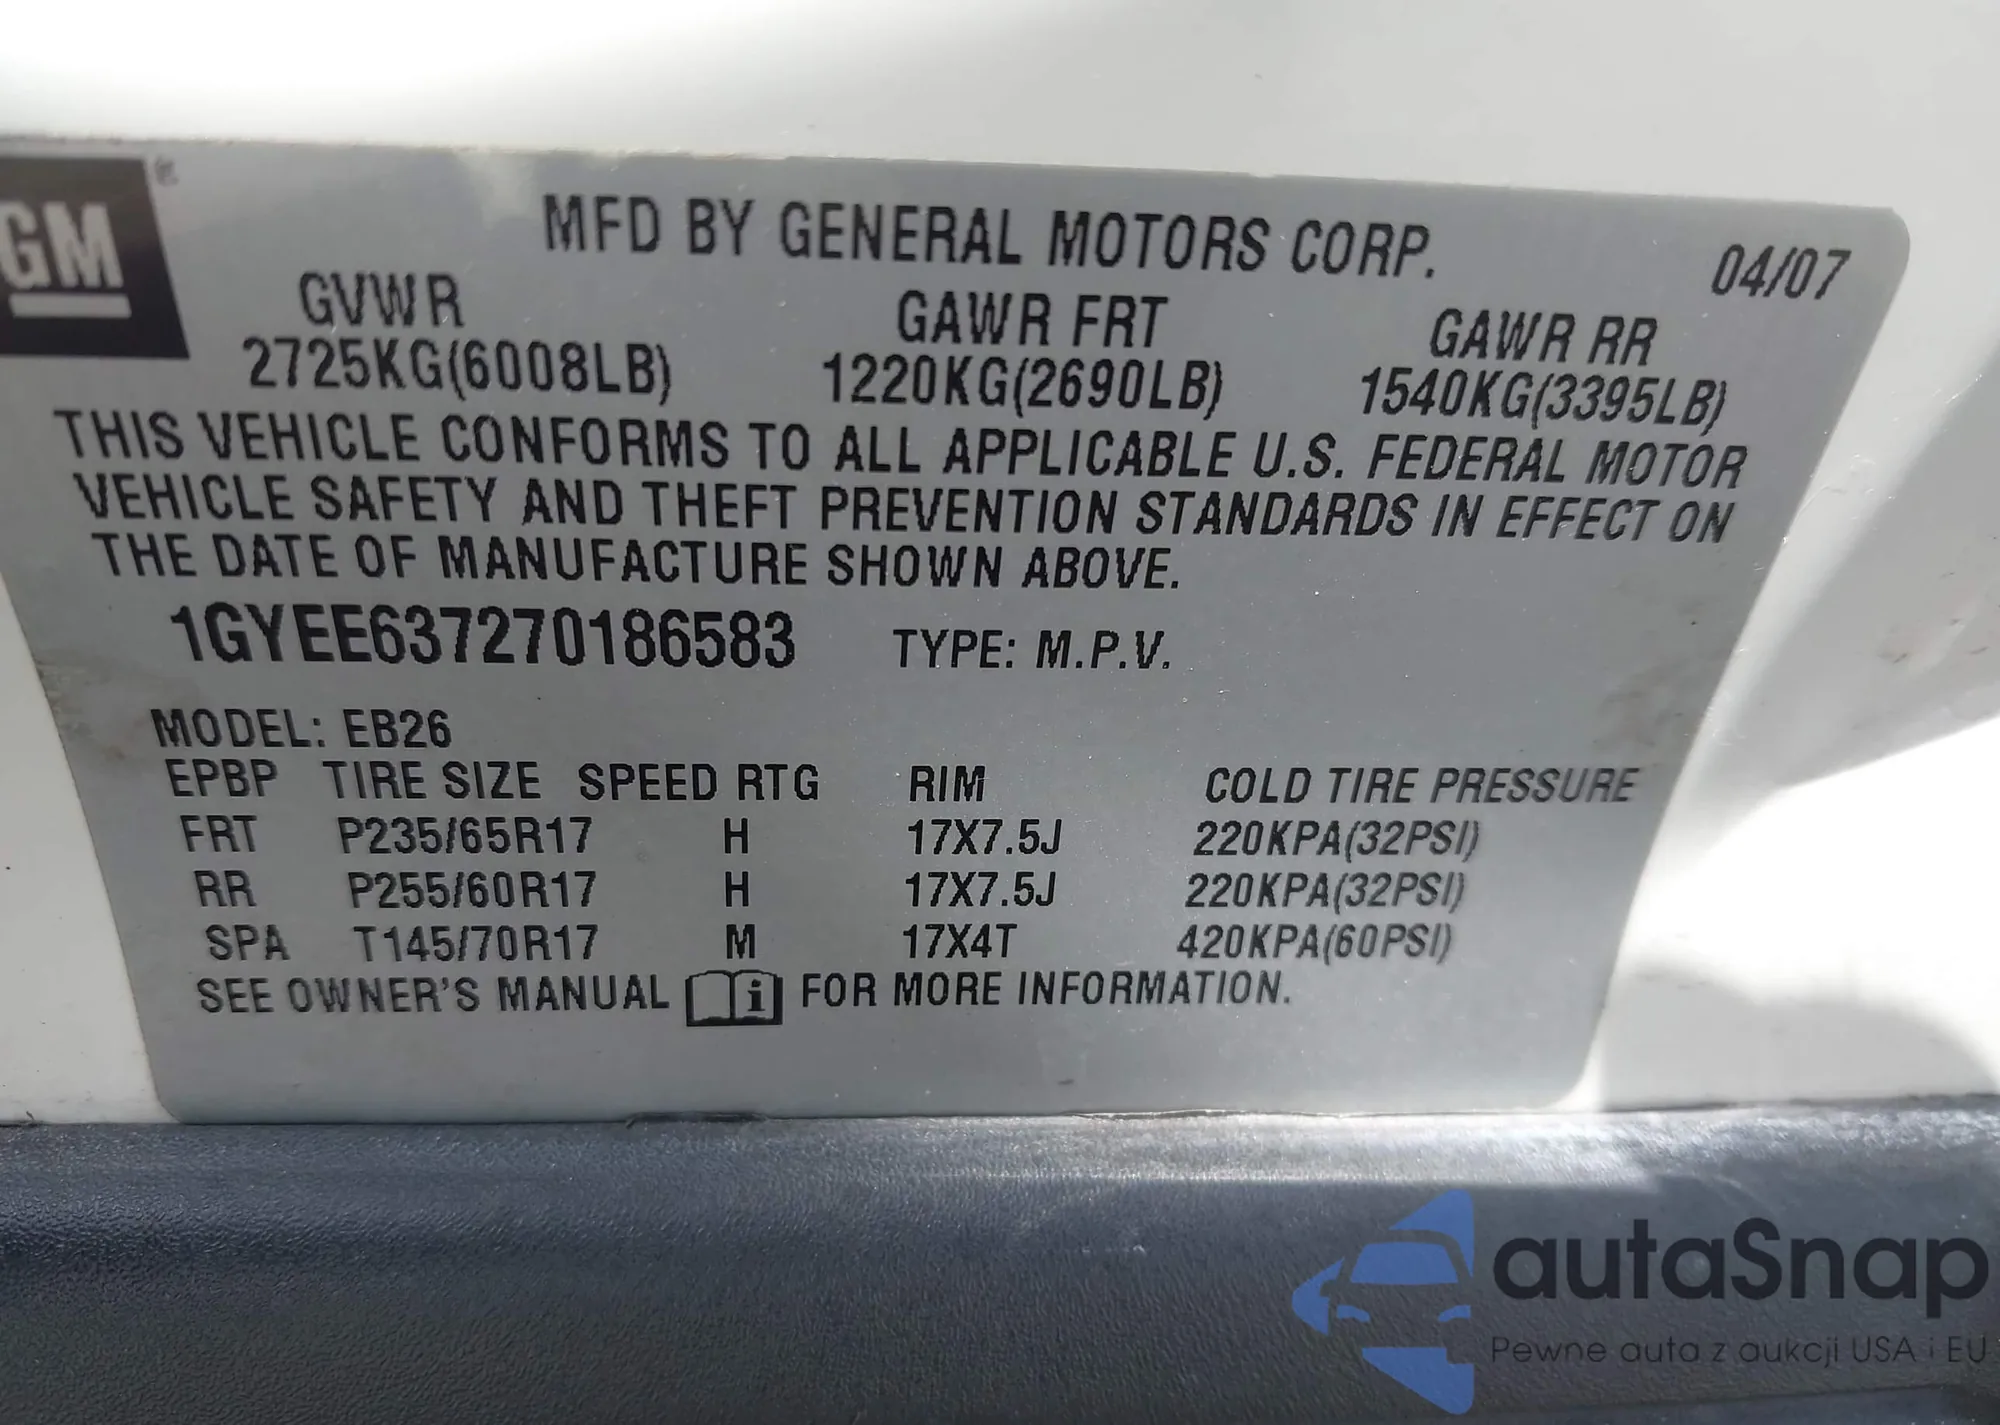 GM ®
MFD BY GENERAL MOTORS CORP. 04/07
GVWR GAWR FRT GAWR RR
2725KG(6008LB) 1220KG(2690LB) 1540KG(3395LB)
THIS VEHICLE CONFORMS TO ALL APPLICABLE U.S. FEDERAL MOTOR
VEHICLE SAFETY AND THEFT PREVENTION STANDARDS IN EFFECT ON
THE DATE OF MANUFACTURE SHOWN ABOVE.
1GYEE637270186583 TYPE: M.P.V.
MODEL: EB26
EPBP TIRE SIZE SPEED RTG RIM COLD TIRE PRESSURE
FRT P235/65R17 H 17X7.5J 220KPA(32PSI)
RR P255/60R17 H 17X7.5J 220KPA(32PSI)
SPA T145/70R17 M 17X4T 420KPA(60PSI)
SEE OWNER'S MANUAL i FOR MORE INFORMATION.
autaSnap
Pewne auta z aukcji USA i EU